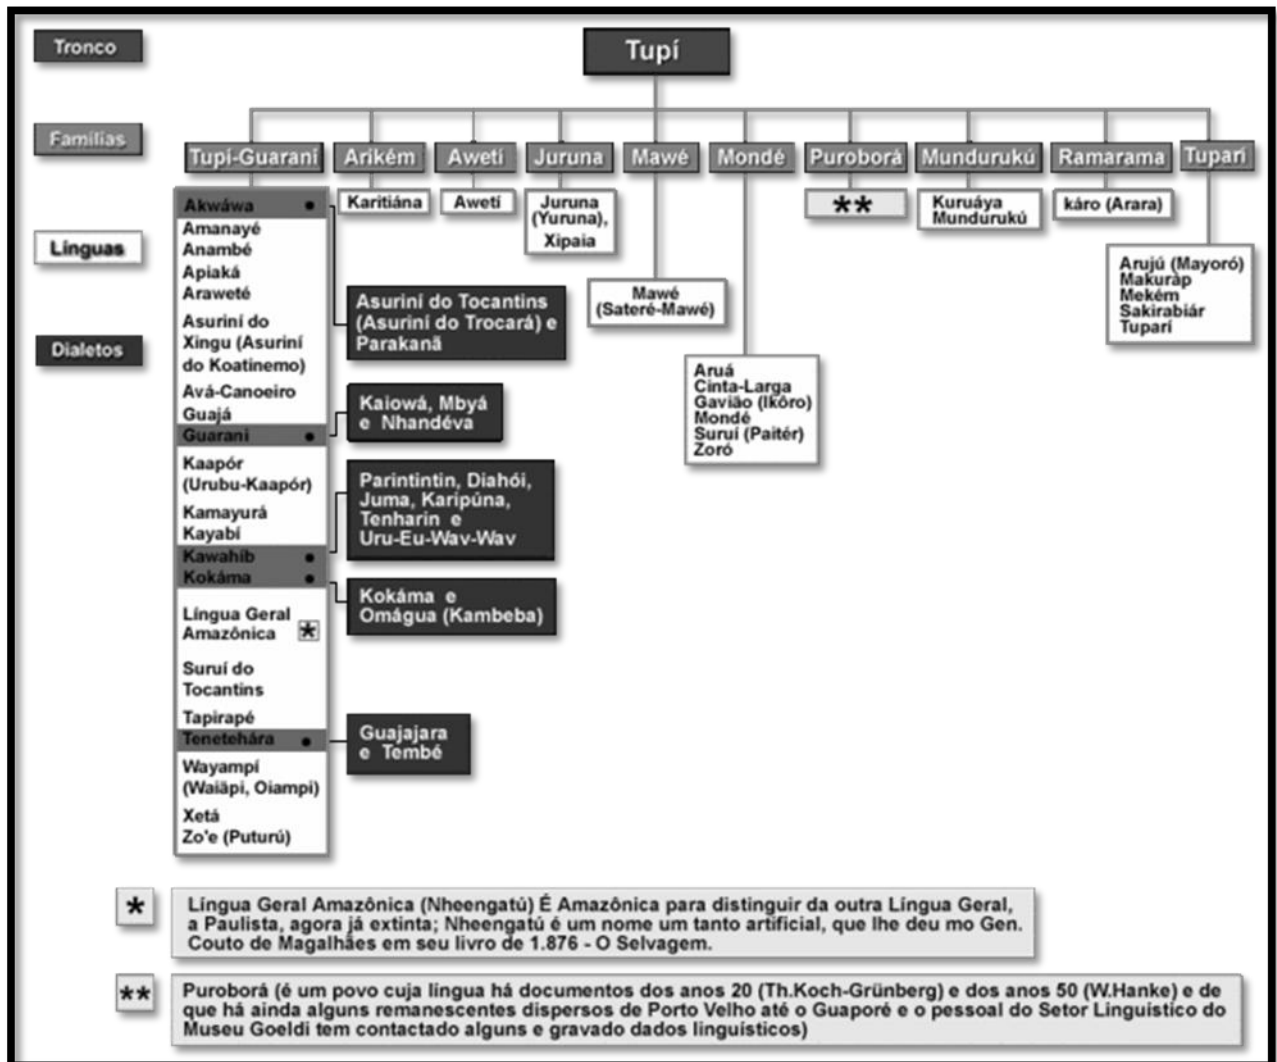 Tronco
Tupí
Famílias
Tupí-Guaraní
Arikém
Awetí
Juruna
Mawé
Mondé
Puroborá
Mundurukú
Ramarama
Tuparí
Línguas
Dialetos
Akwáwa
Amanayé
Anambé
Apiaká
Araweté
Asuriní do
Xingu (Asuriní
do Koatinemo)
Avá-Canoeiro
Guajá
Guarani
Kaapór
(Urubu-Kaapór)
Kamayurá
Kayabí
Kawahíb
Kokáma
Língua Geral
Amazônica *
Suruí do
Tocantins
Tapirapé
Tenetehára
Wayampí
(Waiãpi, Oiampi)
Xetá
Zo'e (Puturú)
Asuriní do Tocantins
(Asuriní do Trocará) e
Parakanã
Kaiowá, Mbyá
e Nhandéva
Parintintin, Diahói,
Juma, Karipúna,
Tenharin e
Uru-Eu-Wav-Wav
Kokáma e
Omágua (Kambeba)
Guajajara
e Tembé
Karitiána
Awetí
Juruna
(Yuruna),
Xipaia
Mawé
(Sateré-Mawé)
Aruá
Cinta-Larga
Gavião (Ikôro)
Mondé
Suruí (Paitér)
Zoró
**
Kuruáya
Mundurukú
káro (Arara)
Arujú (Mayoró)
Makuràp
Mekém
Sakirabiár
Tuparí
* Língua Geral Amazônica (Nheengatú) É Amazônica para distinguir da outra Língua Geral,
a Paulista, agora já extinta; Nheengatú é um nome um tanto artificial, que lhe deu mo Gen.
Couto de Magalhães em seu livro de 1.876 - O Selvagem.
** Puroborá (é um povo cuja língua há documentos dos anos 20 (Th.Koch-Grünberg) e dos anos 50 (W.Hanke) e de
que há ainda alguns remanescentes dispersos de Porto Velho até o Guaporé e o pessoal do Setor Linguístico do
Museu Goeldi tem contactado alguns e gravado dados linguísticos)